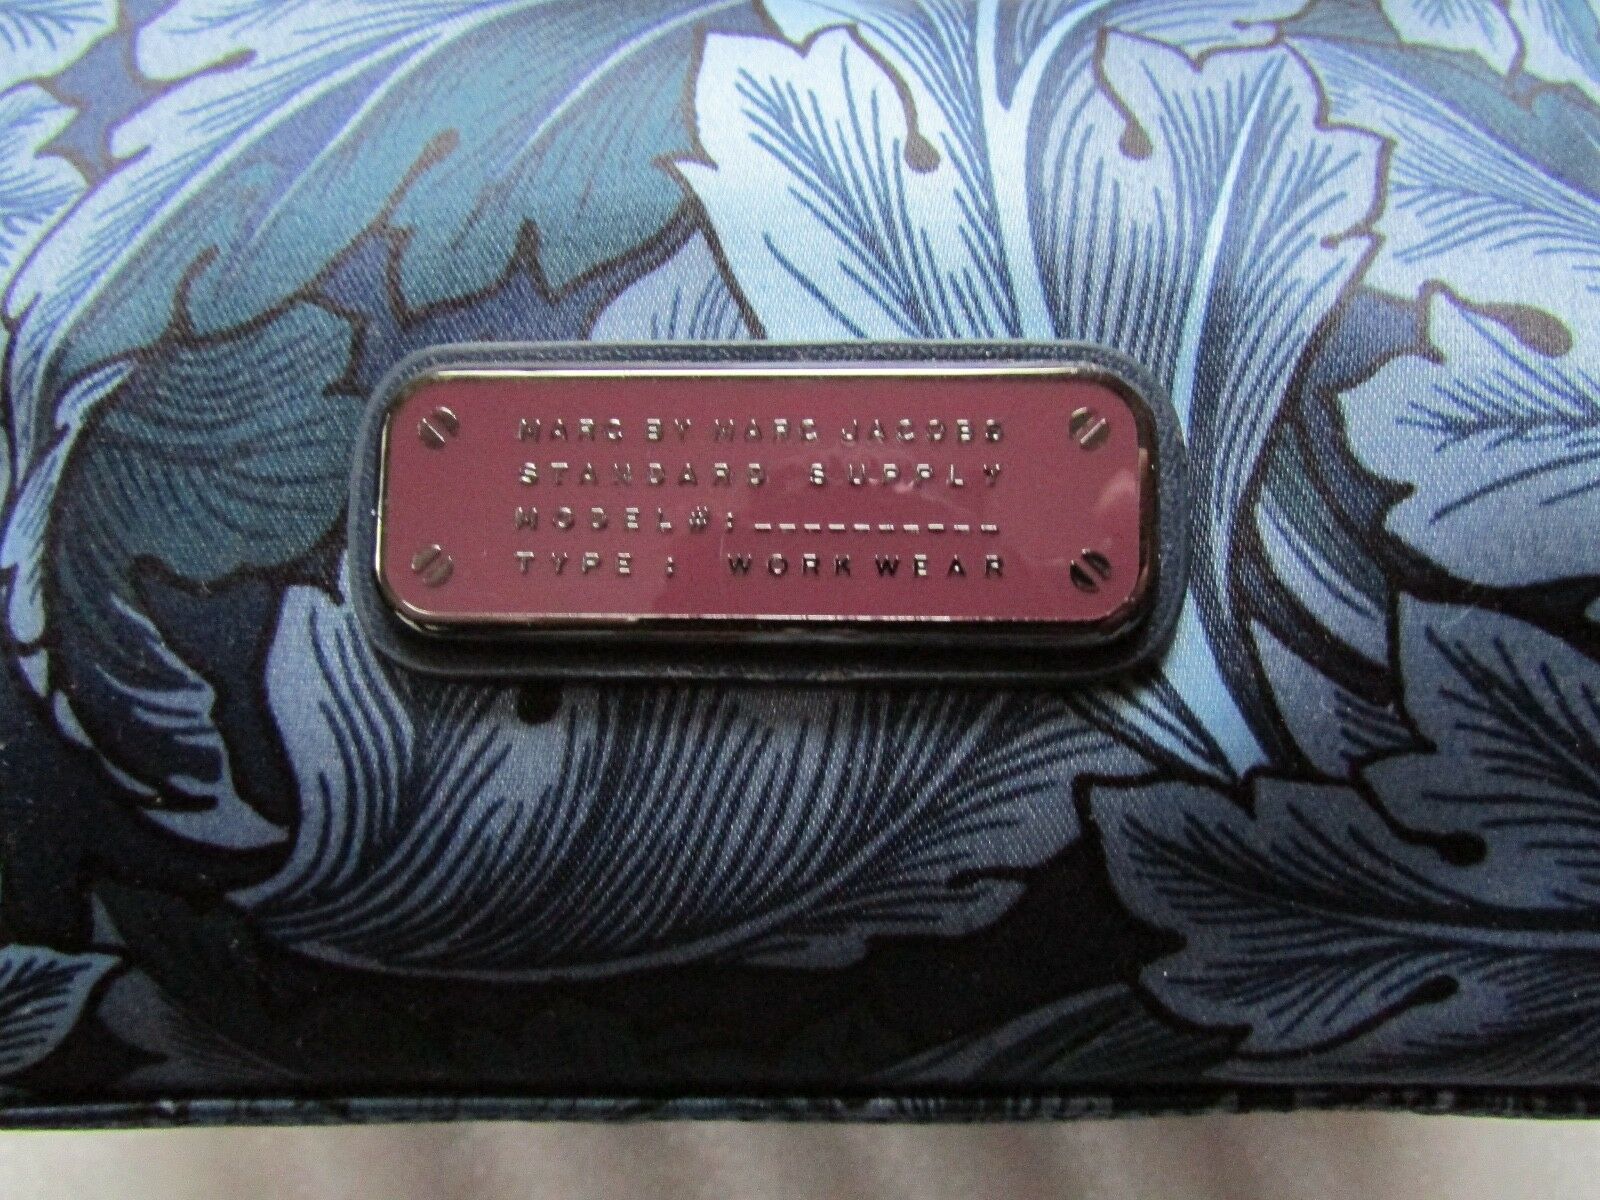 MARC BY MARC JACOBS
STANDARD SUPPLY
MODEL#:__________
TYPE: WORKWEAR